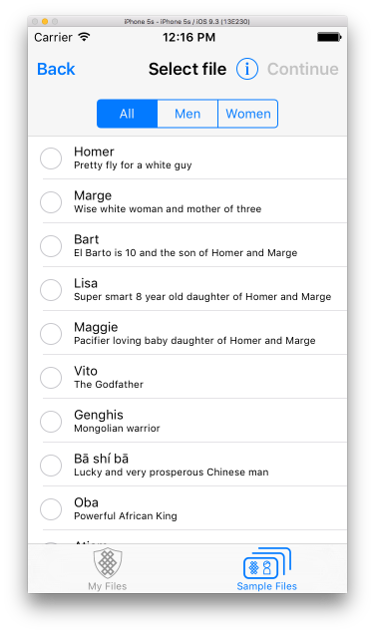 iPhone 5s - iPhone 5s / iOS 9.3 (13E230)
Carrier 12:16 PM
Back Select file i Continue
All Men Women
Homer
Pretty fly for a white guy
Marge
Wise white woman and mother of three
Bart
El Barto is 10 and the son of Homer and Marge
Lisa
Super smart 8 year old daughter of Homer and Marge
Maggie
Pacifier loving baby daughter of Homer and Marge
Vito
The Godfather
Genghis
Mongolian warrior
Bā shí bā
Lucky and very prosperous Chinese man
Oba
Powerful African King
My Files Sample Files